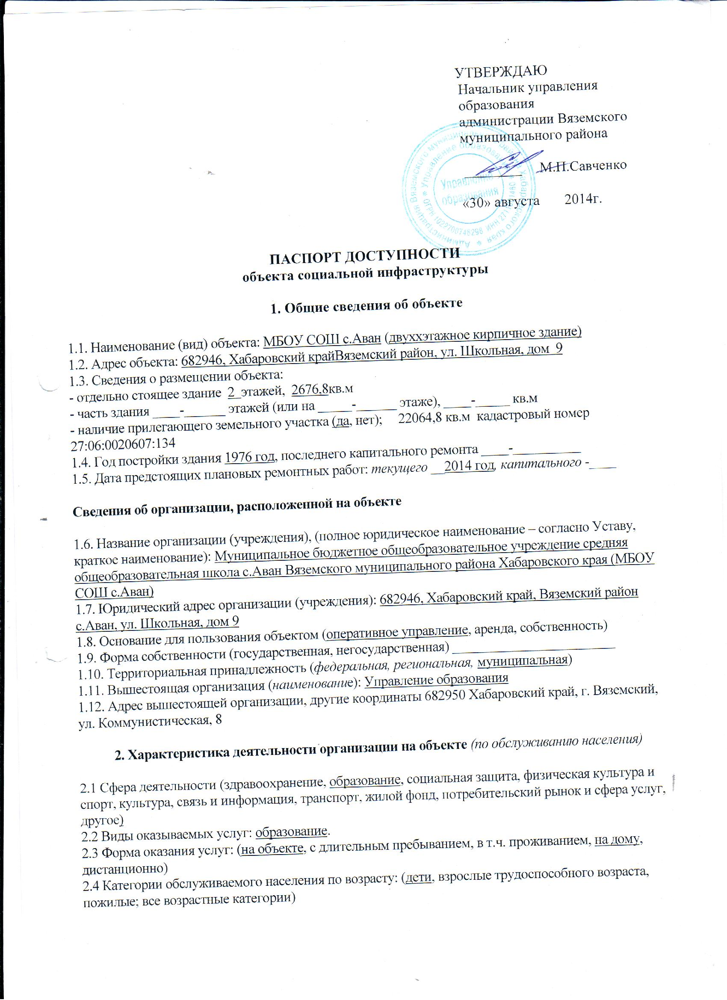 УТВЕРЖДАЮ
Начальник управления
образования
администрации Вяземского
муниципального района
М.П.Савченко
«30» августа 2014г.
Администрация Вяземского муниципального района Хабаровского края *
* Управление образования * ОГРН 1022700746298 ИНН
Управление
образования
ПАСПОРТ ДОСТУПНОСТИ
объекта социальной инфраструктуры
1. Общие сведения об объекте
1.1. Наименование (вид) объекта: МБОУ СОШ с.Аван (двуххэтажное кирпичное здание)
1.2. Адрес объекта: 682946, Хабаровский крайВяземский район, ул. Школьная, дом 9
1.3. Сведения о размещении объекта:
- отдельно стоящее здание 2_этажей, 2676,8кв.м
- часть здания ____-______ этажей (или на _____-______ этаже), ____-_____ кв.м
- наличие прилегающего земельного участка (да, нет); 22064,8 кв.м кадастровый номер
27:06:0020607:134
1.4. Год постройки здания 1976 год, последнего капитального ремонта ____-__________
1.5. Дата предстоящих плановых ремонтных работ: текущего __2014 год, капитального -____
Сведения об организации, расположенной на объекте
1.6. Название организации (учреждения), (полное юридическое наименование – согласно Уставу,
краткое наименование): Муниципальное бюджетное общеобразовательное учреждение средняя
общеобразовательная школа с.Аван Вяземского муниципального района Хабаровского края (МБОУ
СОШ с.Аван)
1.7. Юридический адрес организации (учреждения): 682946, Хабаровский край, Вяземский район
с.Аван, ул. Школьная, дом 9
1.8. Основание для пользования объектом (оперативное управление, аренда, собственность)
1.9. Форма собственности (государственная, негосударственная) ________________________
1.10. Территориальная принадлежность (федеральная, региональная, муниципальная)
1.11. Вышестоящая организация (наименование): Управление образования
1.12. Адрес вышестоящей организации, другие координаты 682950 Хабаровский край, г. Вяземский,
ул. Коммунистическая, 8
2. Характеристика деятельности организации на объекте (по обслуживанию населения)
2.1 Сфера деятельности (здравоохранение, образование, социальная защита, физическая культура и
спорт, культура, связь и информация, транспорт, жилой фонд, потребительский рынок и сфера услуг,
другое)
2.2 Виды оказываемых услуг: образование.
2.3 Форма оказания услуг: (на объекте, с длительным пребыванием, в т.ч. проживанием, на дому,
дистанционно)
2.4 Категории обслуживаемого населения по возрасту: (дети, взрослые трудоспособного возраста,
пожилые; все возрастные категории)